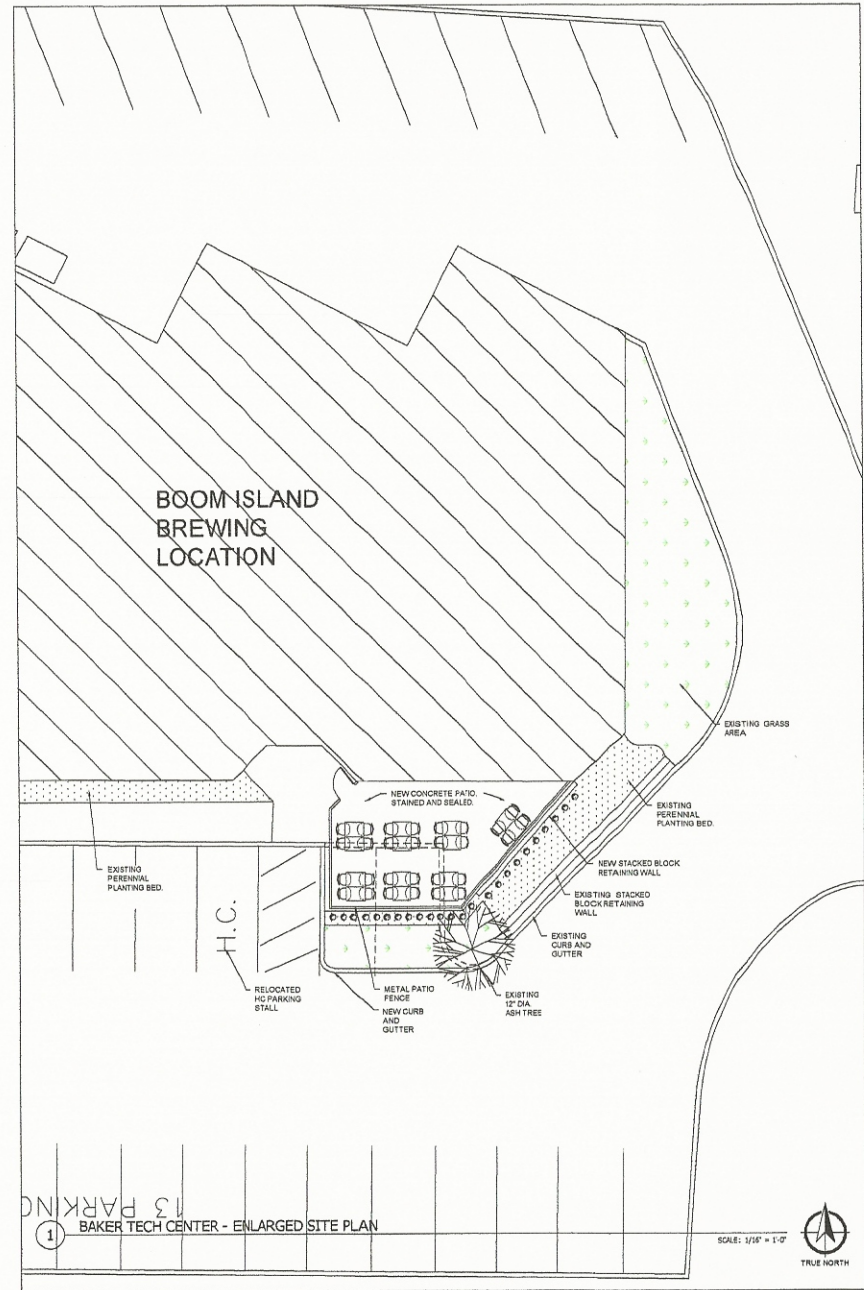 BOOM ISLAND
BREWING
LOCATION
EXISTING GRASS
AREA
NEW CONCRETE PATIO.
STAINED AND SEALED.
EXISTING
PERENNIAL
PLANTING BED.
NEW STACKED BLOCK
RETAINING WALL
EXISTING
PERENNIAL
PLANTING BED.
EXISTING STACKED
BLOCK RETAINING
WALL
EXISTING
CURB AND
GUTTER
H.C.
RELOCATED
HC PARKING
STALL
METAL PATIO
FENCE
NEW CURB
AND
GUTTER
EXISTING
12" DIA
ASH TREE
13 PARKING
1
BAKER TECH CENTER - ENLARGED SITE PLAN
SCALE: 1/16" = 1'-0"
TRUE NORTH